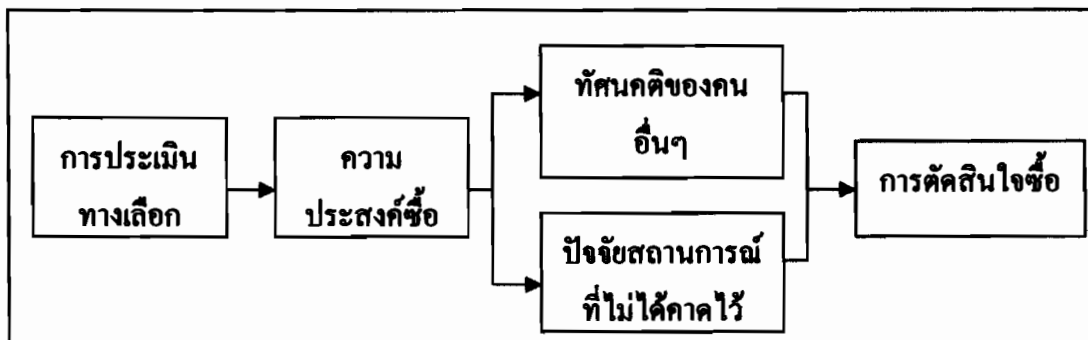 การประเมิน
ทางเลือก
ความ
ประสงค์ซื้อ
ทัศนคติของคน
อื่นๆ
ปัจจัยสถานการณ์
ที่ไม่ได้คาดไว้
การตัดสินใจซื้อ